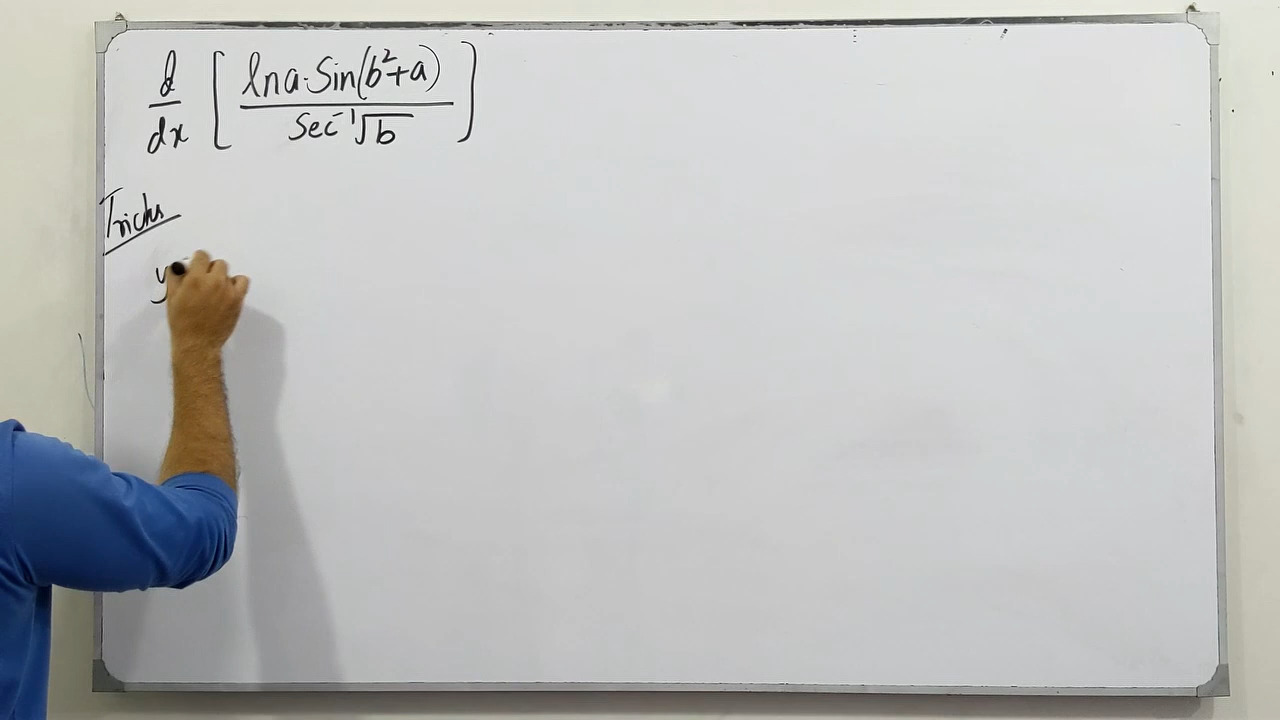 d/dx [ lna·Sin(b²+a) / Sec⁻¹√b ]
Tricks
y